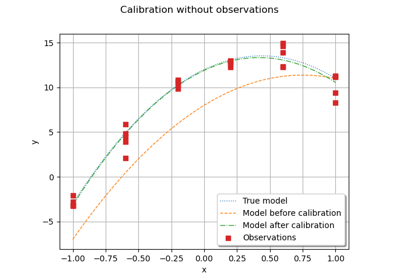 Calibration without observations
15
10
5
0
−5
y
−1.00 −0.75 −0.50 −0.25 0.00 0.25 0.50 0.75 1.00
x
True model
Model before calibration
Model after calibration
Observations